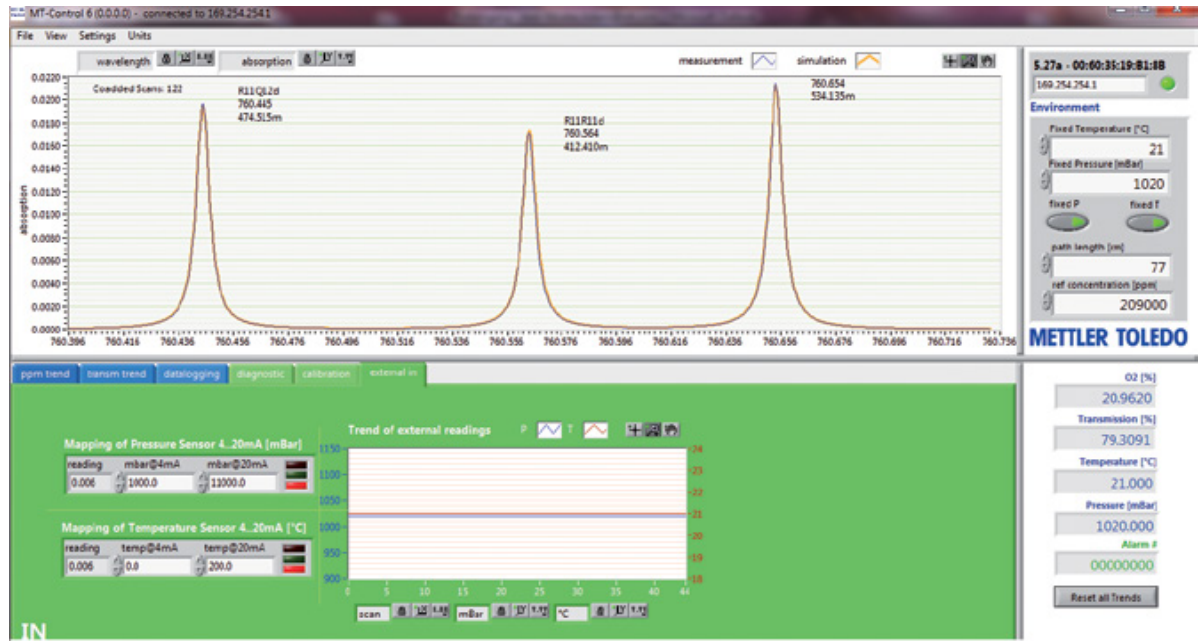 MT-Control 6 (0.0.0.0) - connected to 169.254.254.1
File View Settings Units
wavelength absorption measurement simulation
0.0220
0.0200
0.0180
0.0160
0.0140
0.0120
0.0100
0.0080
0.0060
0.0040
0.0020
0.0000
absorption
Coadded Scans: 122
R11Q12d
760.445
474.515m
R11R11d
760.564
412.410m
760.654
534.135m
760.396 760.416 760.436 760.456 760.476 760.496 760.516 760.536 760.556 760.576 760.596 760.616 760.636 760.656 760.676 760.696 760.716 760.736
5.27a - 00:60:35:19:B1:8B
169.254.254.1
Environment
Fixed Temperature [°C]
21
Fixed Pressure [mBar]
1020
fixed P fixed T
path length [cm]
77
ref concentration [ppm]
209000
METTLER TOLEDO
ppm trend transm trend datalogging diagnostic calibration external in
Mapping of Pressure Sensor 4..20mA [mBar]
reading mbar@4mA mbar@20mA
0.006 1000.0 11000.0
Mapping of Temperature Sensor 4..20mA [°C]
reading temp@4mA temp@20mA
0.006 0.0 200.0
Trend of external readings P T
1150
1100
1050
1000
950
900
24
23
22
21
20
19
18
0 5 10 15 20 25 30 35 40 44
scan mBar °C
IN
O2 [%]
20.9620
Transmission [%]
79.3091
Temperature [°C]
21.000
Pressure [mBar]
1020.000
Alarm #
00000000
Reset all Trends